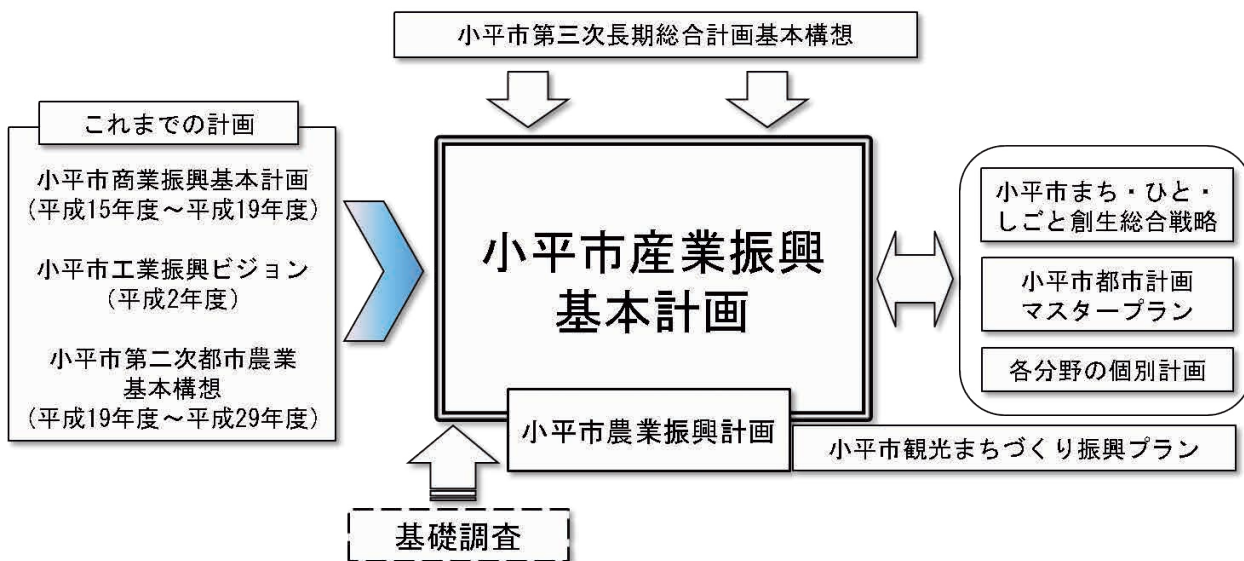 小平市第三次長期総合計画基本構想
これまでの計画
小平市商業振興基本計画
(平成15年度～平成19年度)
小平市工業振興ビジョン
(平成2年度)
小平市第二次都市農業
基本構想
(平成19年度～平成29年度)
小平市産業振興
基本計画
小平市農業振興計画
小平市観光まちづくり振興プラン
小平市まち・ひと・
しごと創生総合戦略
小平市都市計画
マスタープラン
各分野の個別計画
基礎調査